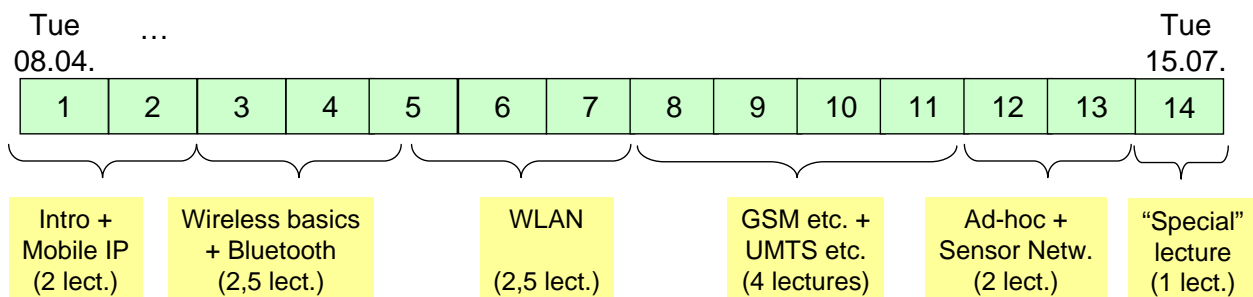 Tue
08.04.
…
Tue
15.07.
1 2 3 4 5 6 7 8 9 10 11 12 13 14
Intro +
Mobile IP
(2 lect.)
Wireless basics
+ Bluetooth
(2,5 lect.)
WLAN
(2,5 lect.)
GSM etc. +
UMTS etc.
(4 lectures)
Ad-hoc +
Sensor Netw.
(2 lect.)
“Special”
lecture
(1 lect.)